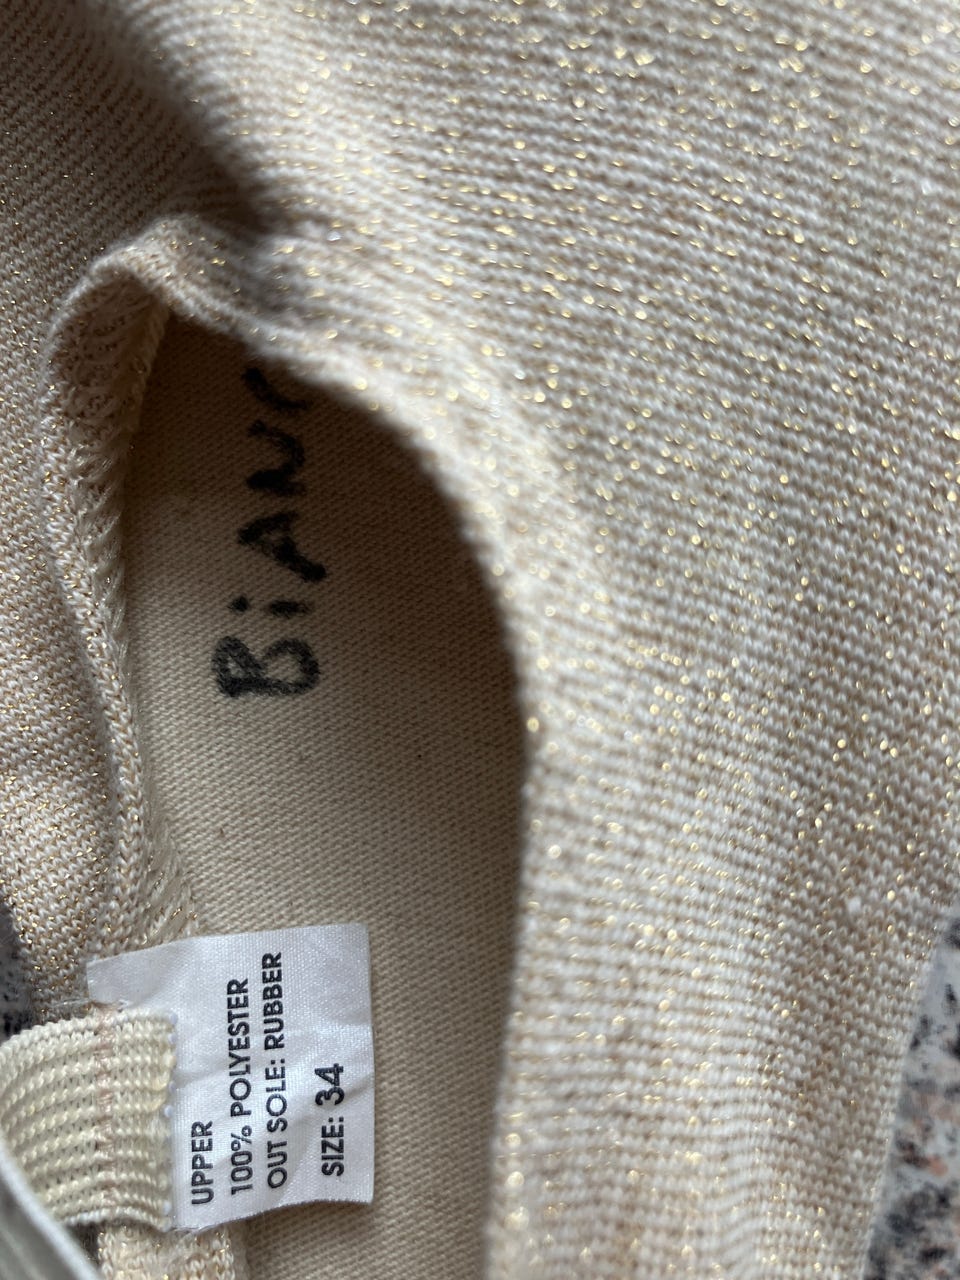 BiAN
UPPER
100% POLYESTER
OUT SOLE: RUBBER
SIZE: 34